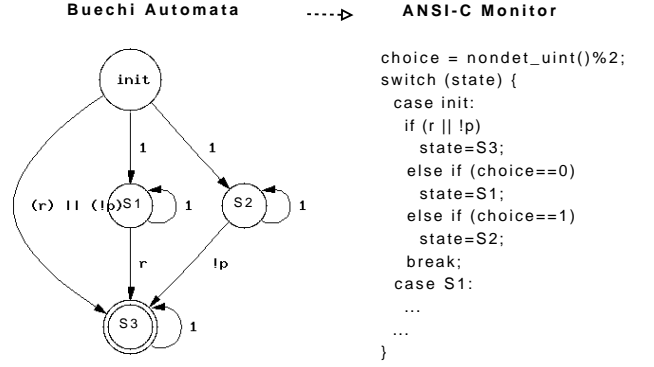 Buechi Automata
ANSI-C Monitor
init
1
1
(r) || (!p)
S1
1
S2
1
r
!p
S3
1
choice = nondet_uint()%2;
switch (state) {
case init:
if (r || !p)
state=S3;
else if (choice==0)
state=S1;
else if (choice==1)
state=S2;
break;
case S1:
...
...
}